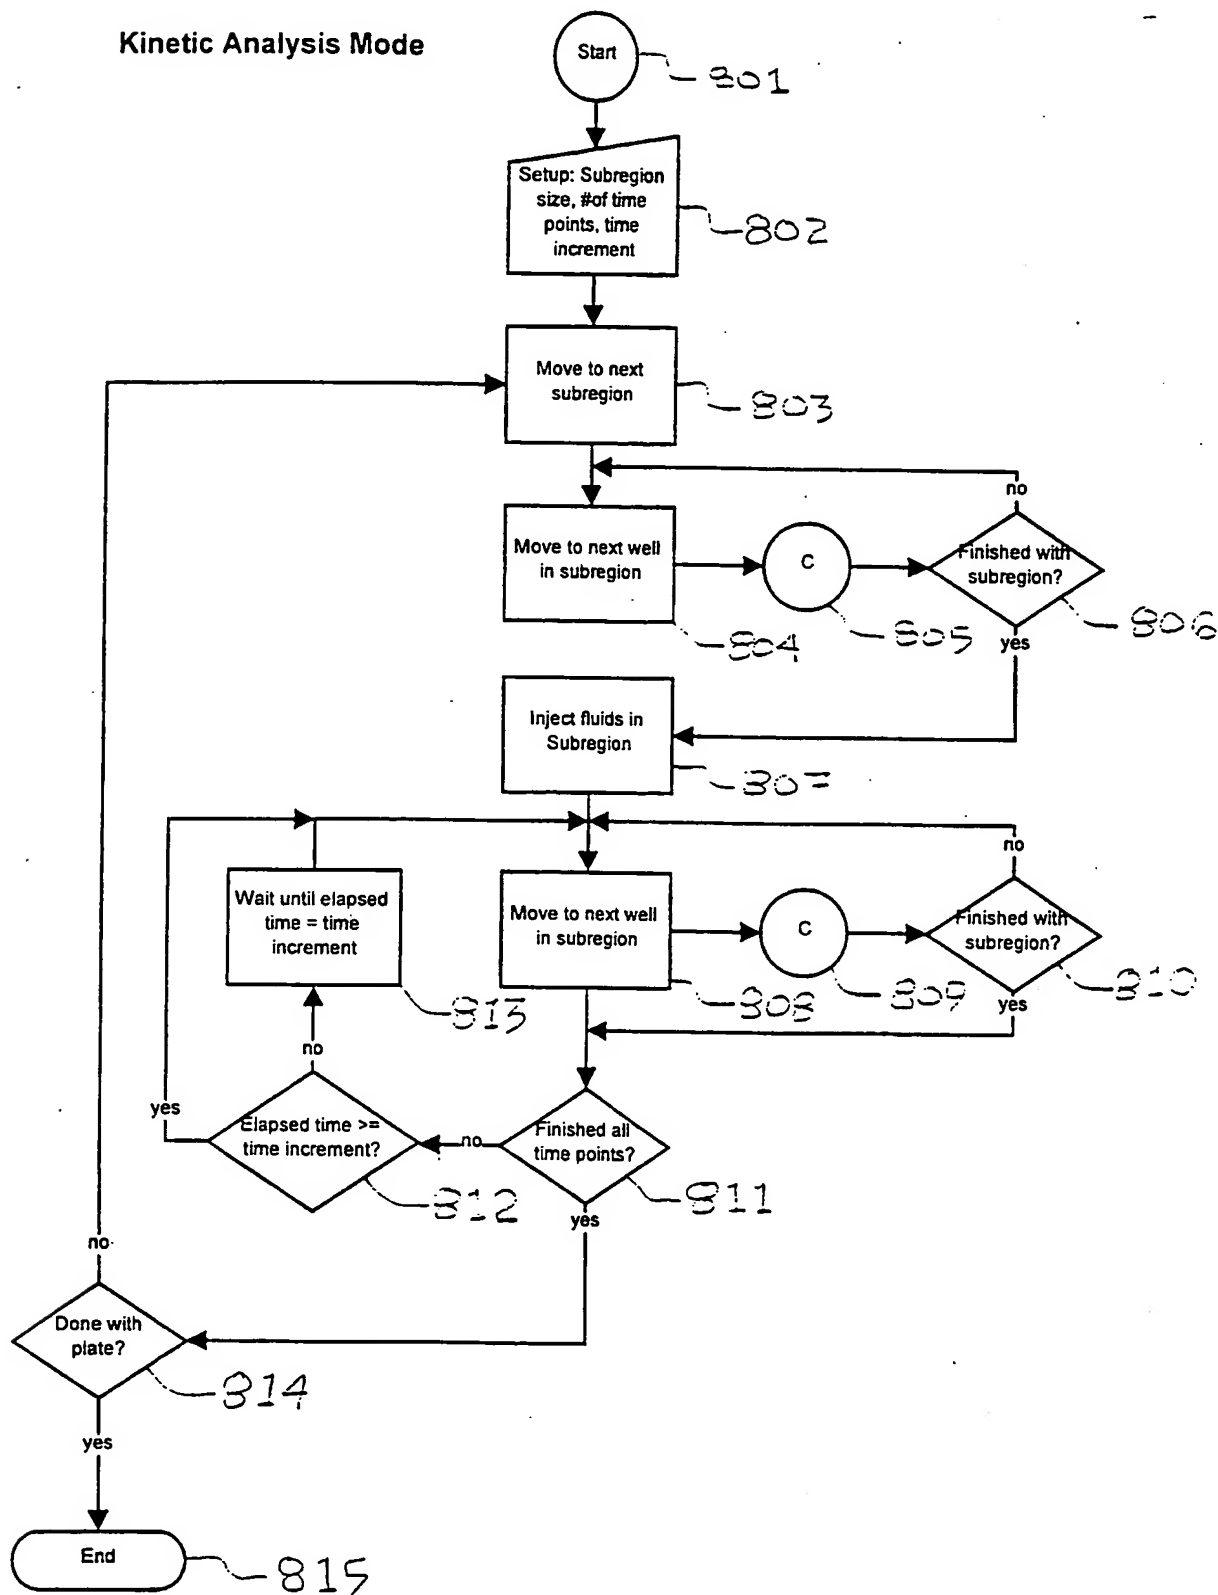 Kinetic Analysis Mode
Start
801
Setup: Subregion
size, #of time
points, time
increment
802
Move to next
subregion
803
no
Move to next well
in subregion
C
Finished with
subregion?
804
805
806
yes
Inject fluids in
Subregion
807
no
Wait until elapsed
time = time
increment
Move to next well
in subregion
C
Finished with
subregion?
813
808
809
810
yes
no
yes
Elapsed time >=
time increment?
no
Finished all
time points?
812
811
yes
no
Done with
plate?
814
yes
End
815